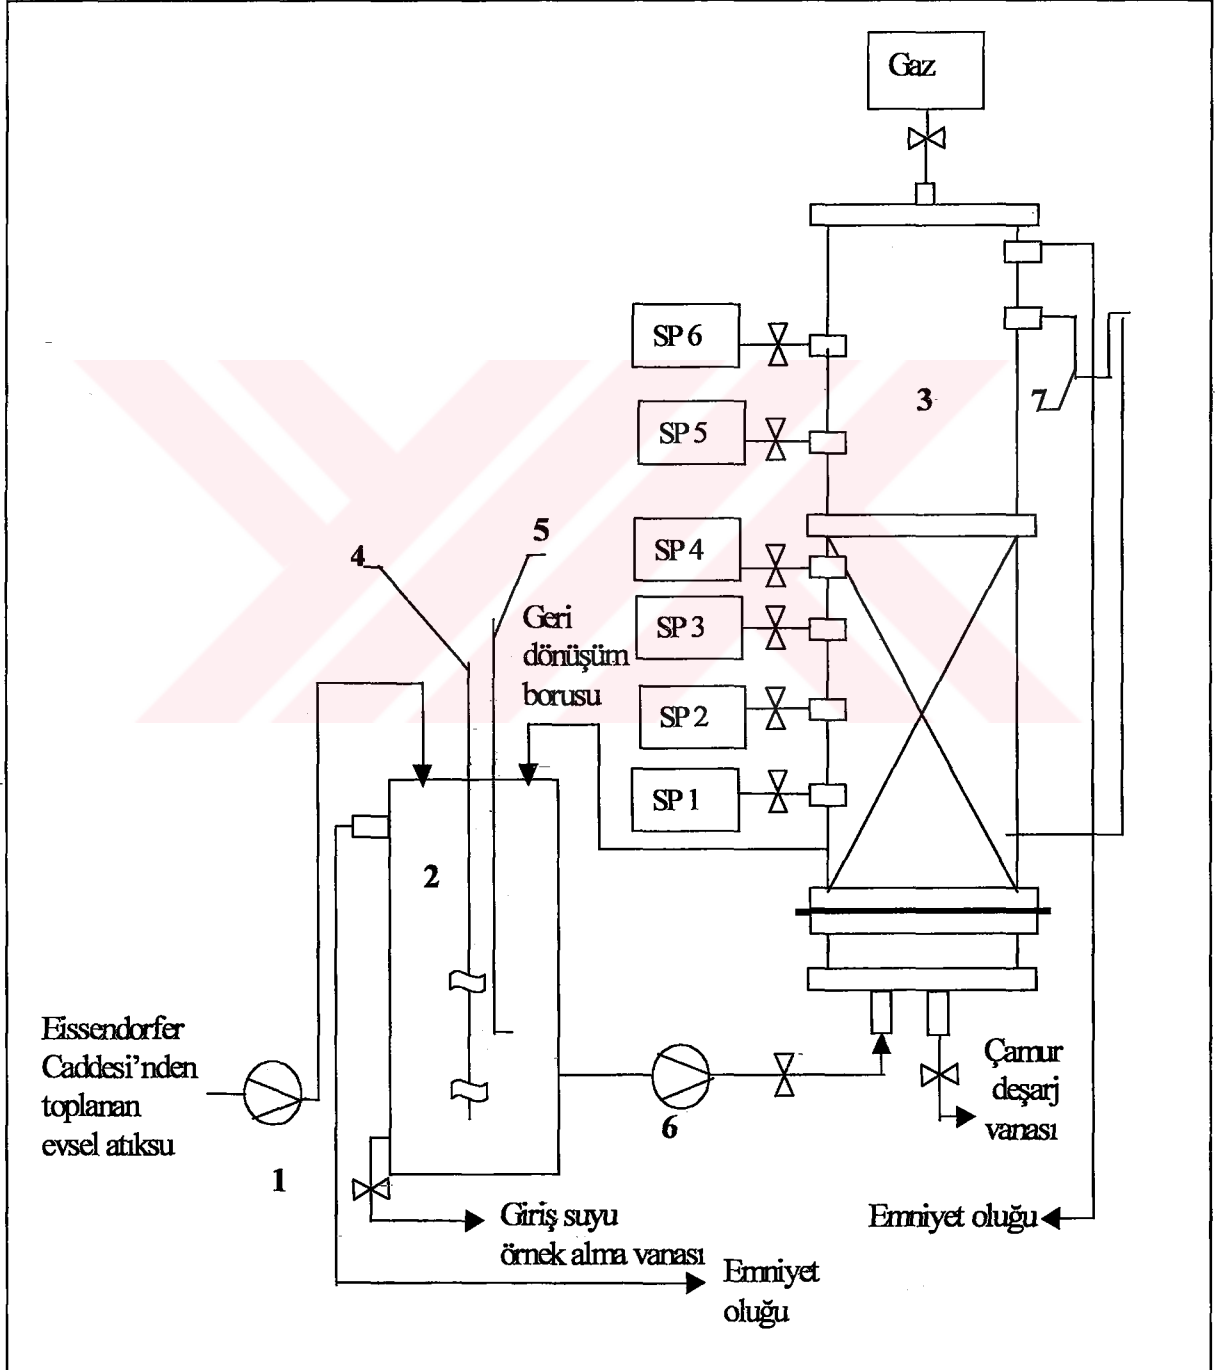 Gaz
SP 6
SP 5
SP 4
SP 3
SP 2
SP 1
3
7
4
5
Geri
dönüşüm
borusu
2
Eissendorfer
Caddesi'nden
toplanan
evsel atıksu
1
6
Çamur
deşarj
vanası
Giriş suyu
örnek alma vanası
Emniyet oluğu
Emniyet
oluğu